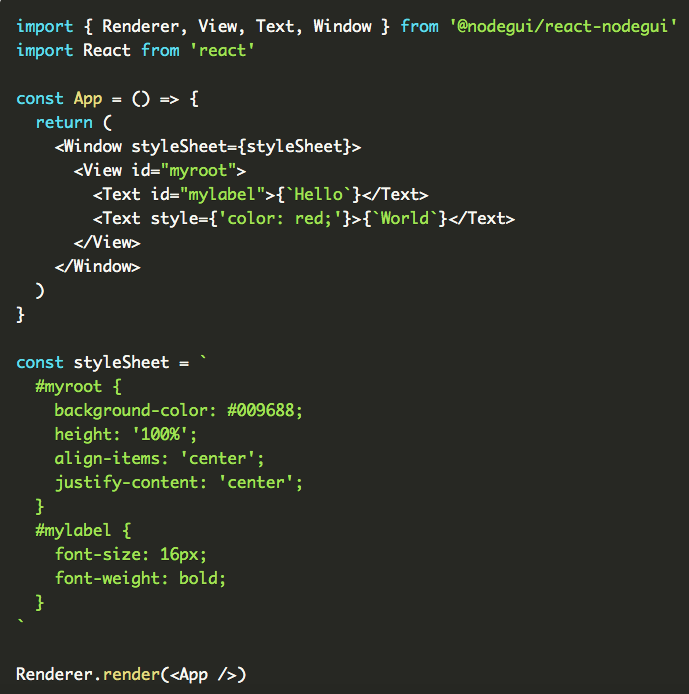 import { Renderer, View, Text, Window } from '@nodegui/react-nodegui'
import React from 'react'

const App = () => {
  return (
    <Window styleSheet={styleSheet}>
      <View id="myroot">
        <Text id="mylabel">{`Hello`}</Text>
        <Text style={'color: red;'}>{`World`}</Text>
      </View>
    </Window>
  )
}

const styleSheet = `
  #myroot {
    background-color: #009688;
    height: '100%';
    align-items: 'center';
    justify-content: 'center';
  }
  #mylabel {
    font-size: 16px;
    font-weight: bold;
  }
`

Renderer.render(<App />)